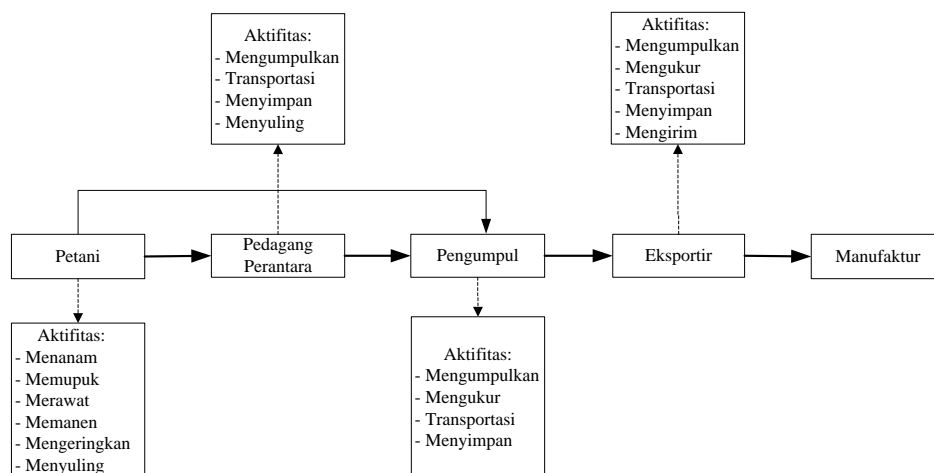 Aktifitas:
- Mengumpulkan
- Transportasi
- Menyimpan
- Menyuling
Aktifitas:
- Mengumpulkan
- Mengukur
- Transportasi
- Menyimpan
- Mengirim
Petani
Pedagang
Perantara
Pengumpul
Eksportir
Manufaktur
Aktifitas:
- Menanam
- Memupuk
- Merawat
- Memanen
- Mengeringkan
- Menyuling
Aktifitas:
- Mengumpulkan
- Mengukur
- Transportasi
- Menyimpan